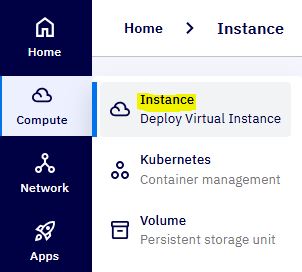 Home
Compute
Network
Apps
Home > Instance
Instance
Deploy Virtual Instance
Kubernetes
Container management
Volume
Persistent storage unit